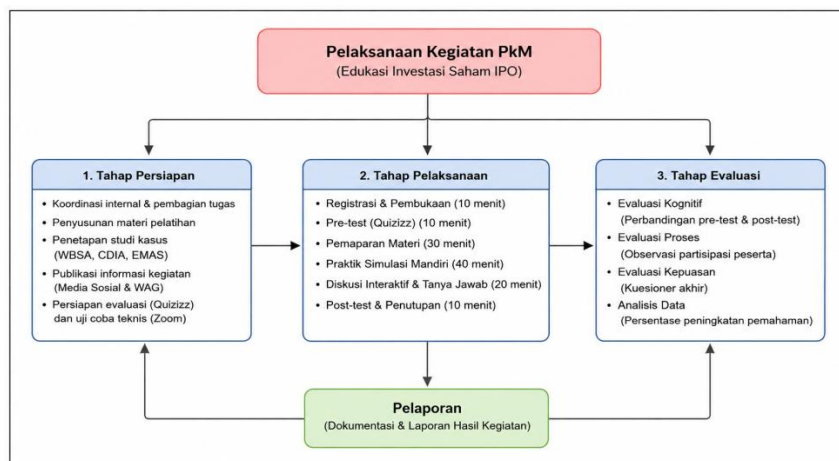 Pelaksanaan Kegiatan PkM
(Edukasi Investasi Saham IPO)
1. Tahap Persiapan
• Koordinasi internal & pembagian tugas
• Penyusunan materi pelatihan
• Penetapan studi kasus
(WBSA, CDIA, EMAS)
• Publikasi informasi kegiatan
(Media Sosial & WAG)
• Persiapan evaluasi (Quizizz)
dan uji coba teknis (Zoom)
2. Tahap Pelaksanaan
• Registrasi & Pembukaan (10 menit)
• Pre-test (Quizizz) (10 menit)
• Pemaparan Materi (30 menit)
• Praktik Simulasi Mandiri (40 menit)
• Diskusi Interaktif & Tanya Jawab (20 menit)
• Post-test & Penutupan (10 menit)
3. Tahap Evaluasi
• Evaluasi Kognitif
(Perbandingan pre-test & post-test)
• Evaluasi Proses
(Observasi partisipasi peserta)
• Evaluasi Kepuasan
(Kuesioner akhir)
• Analisis Data
(Persentase peningkatan pemahaman)
Pelaporan
(Dokumentasi & Laporan Hasil Kegiatan)